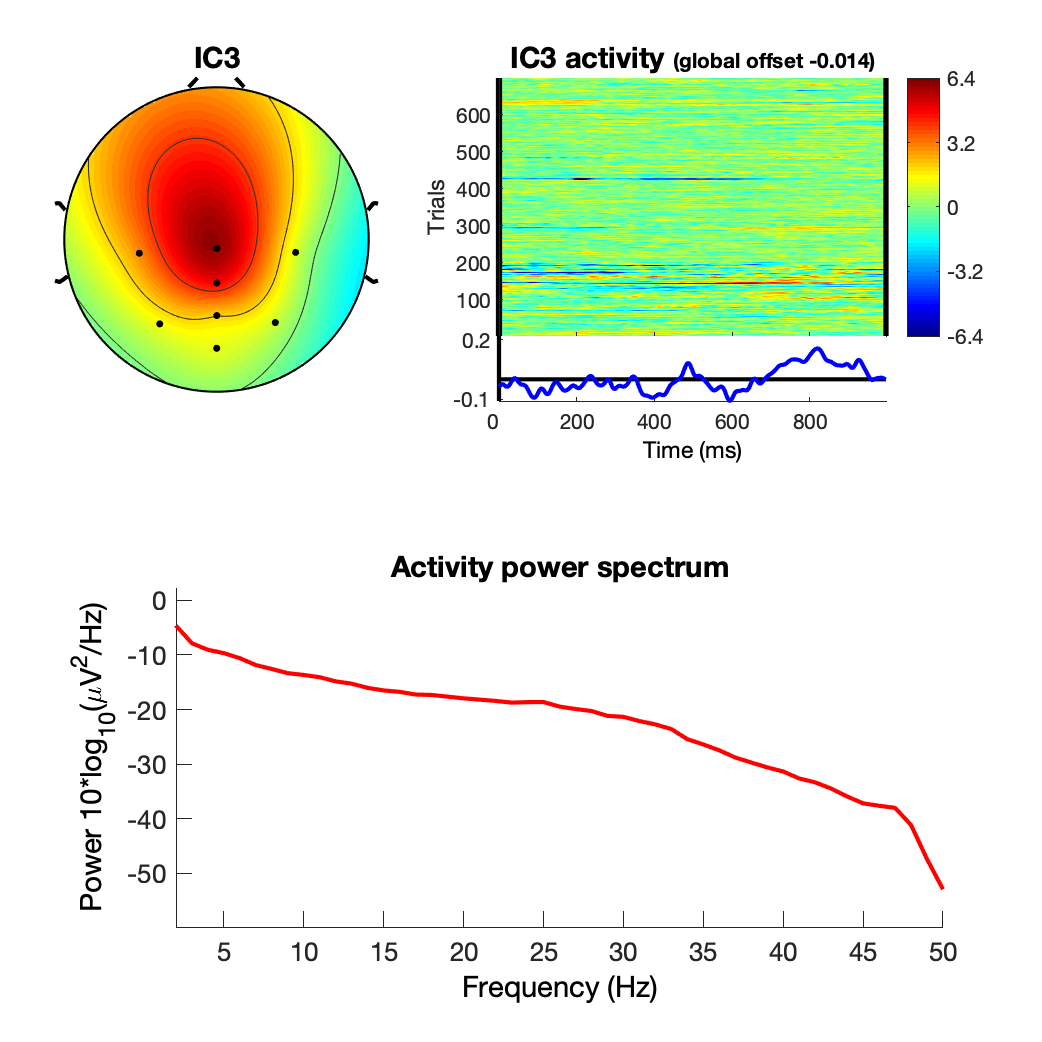 IC3
IC3 activity (global offset -0.014)
600
500
400
300
200
100
Trials
6.4
3.2
0
-3.2
-6.4
0.2
-0.1
0 200 400 600 800
Time (ms)
Activity power spectrum
0
-10
-20
-30
-40
-50
Power 10*log10(μV2/Hz)
5 10 15 20 25 30 35 40 45 50
Frequency (Hz)